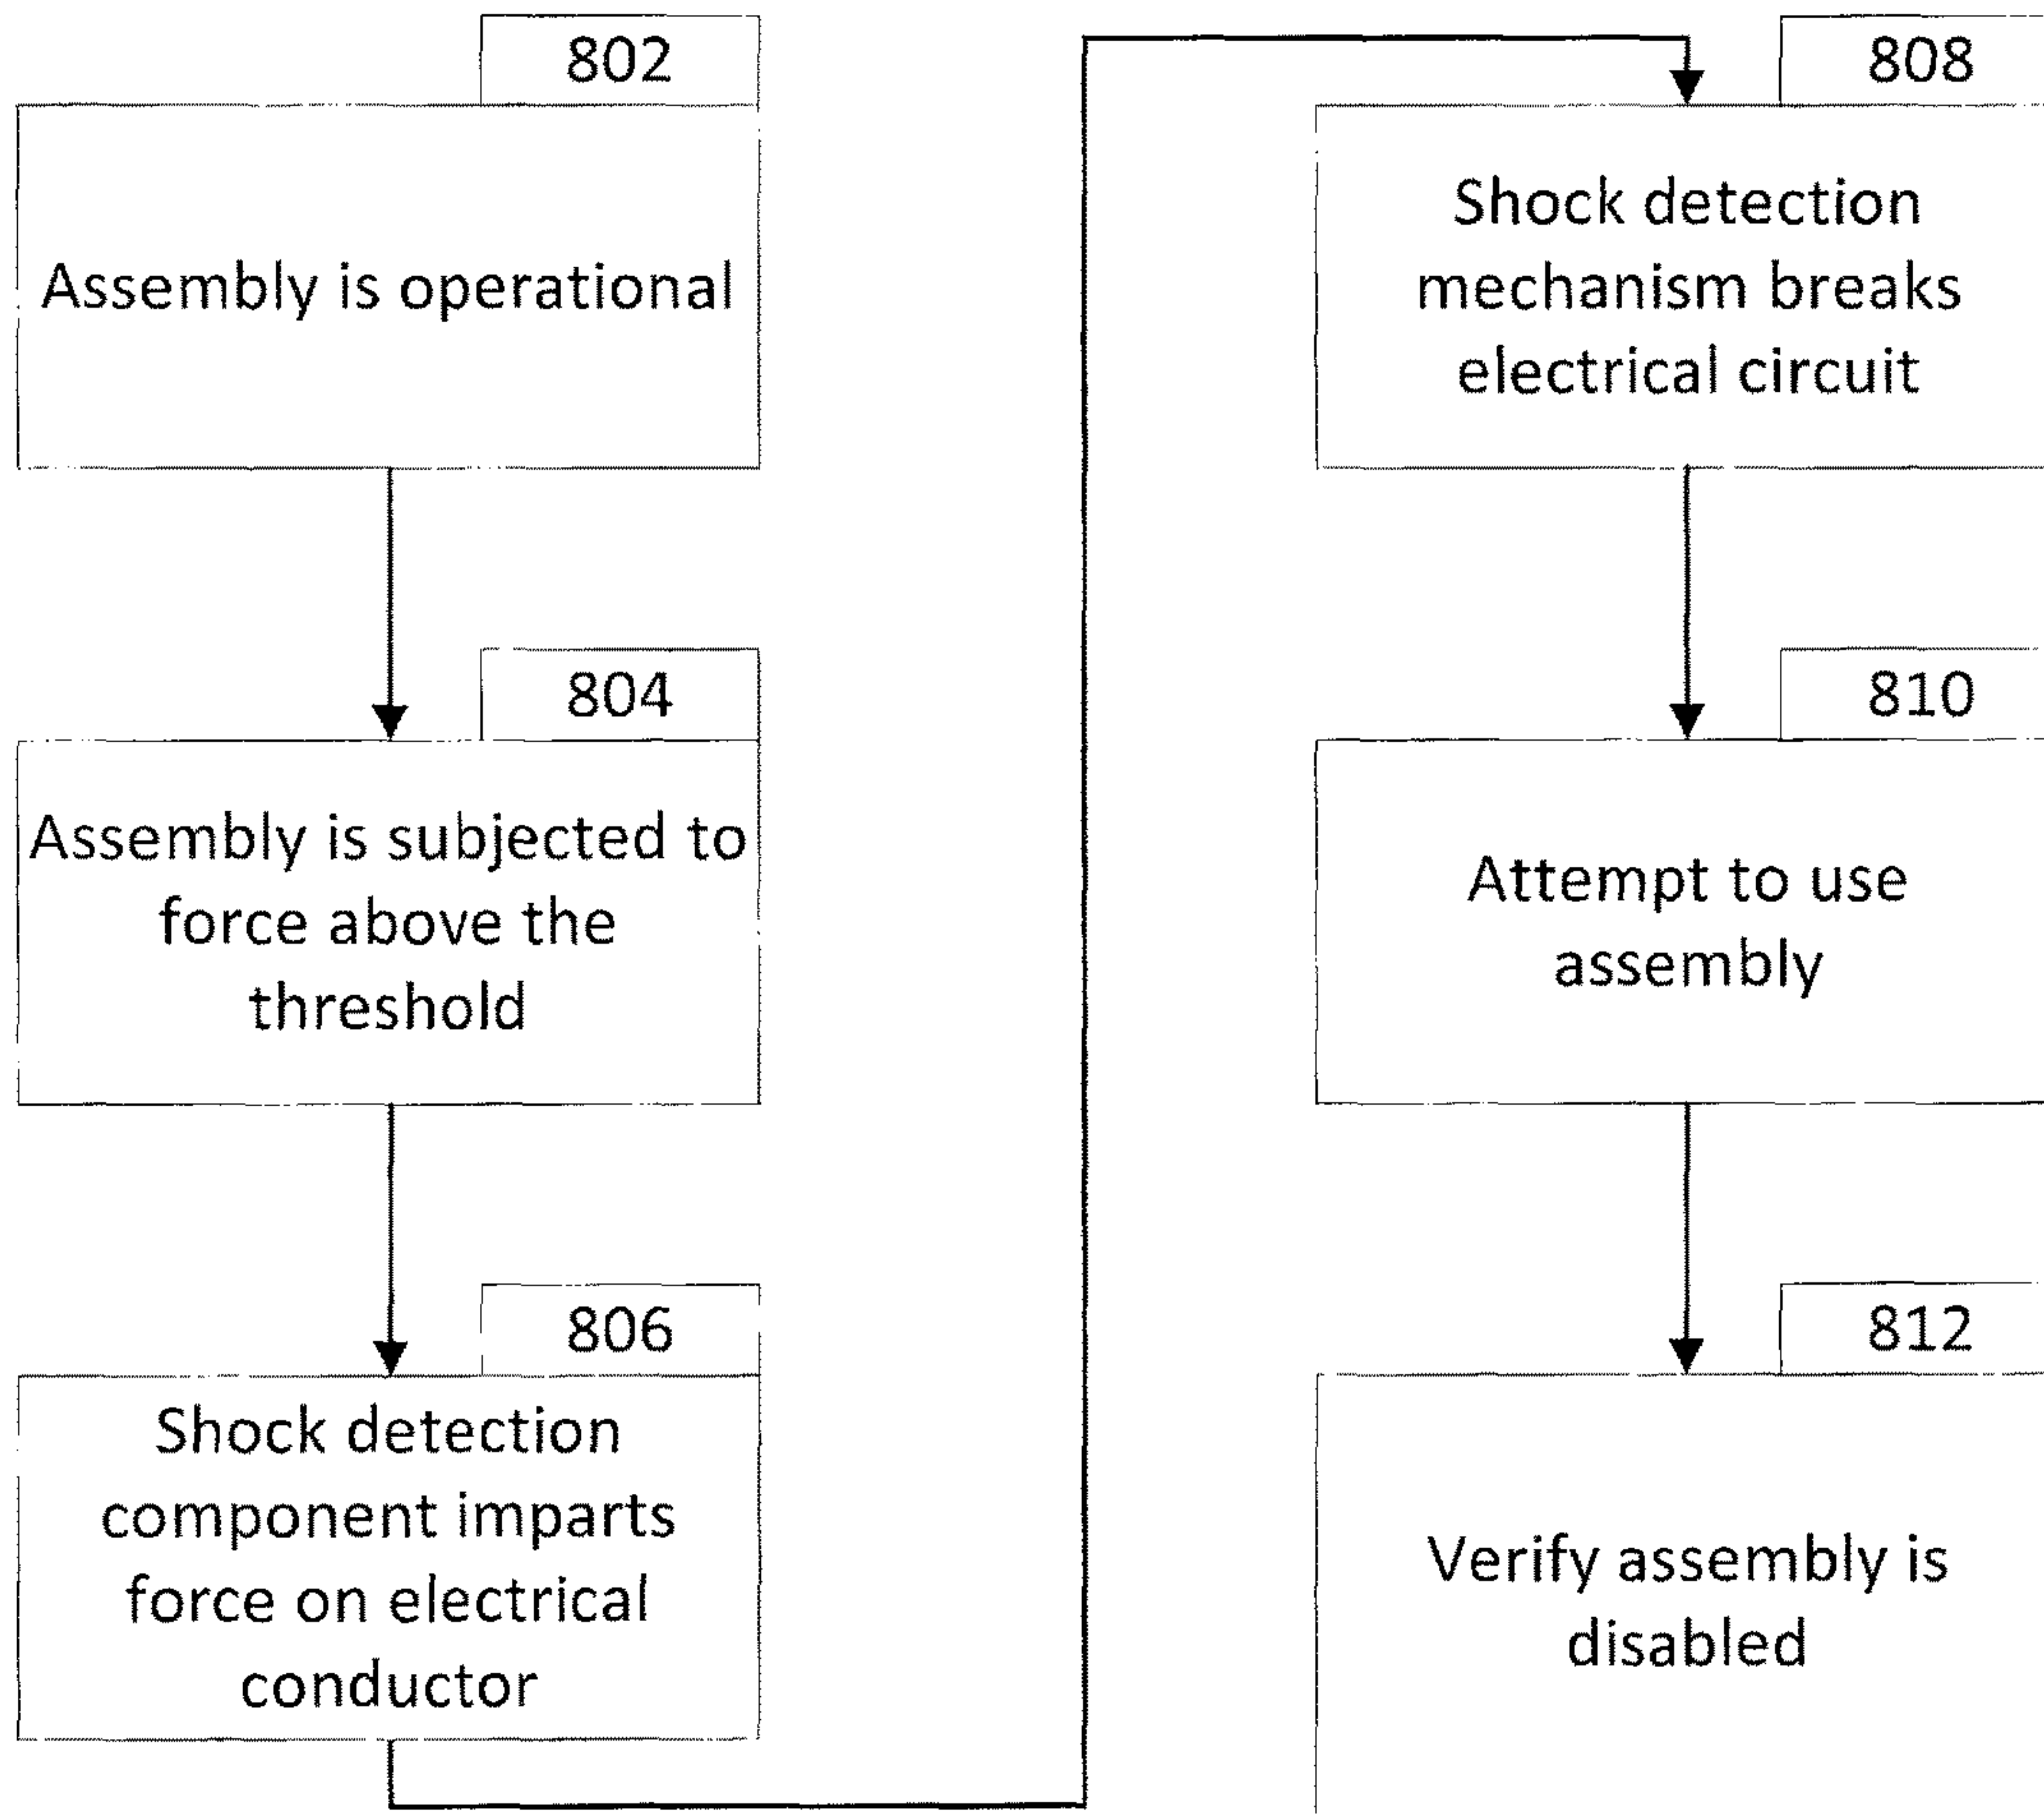 802
Assembly is operational
804
Assembly is subjected to
force above the
threshold
806
Shock detection
component imparts
force on electrical
conductor
808
Shock detection
mechanism breaks
electrical circuit
810
Attempt to use
assembly
812
Verify assembly is
disabled